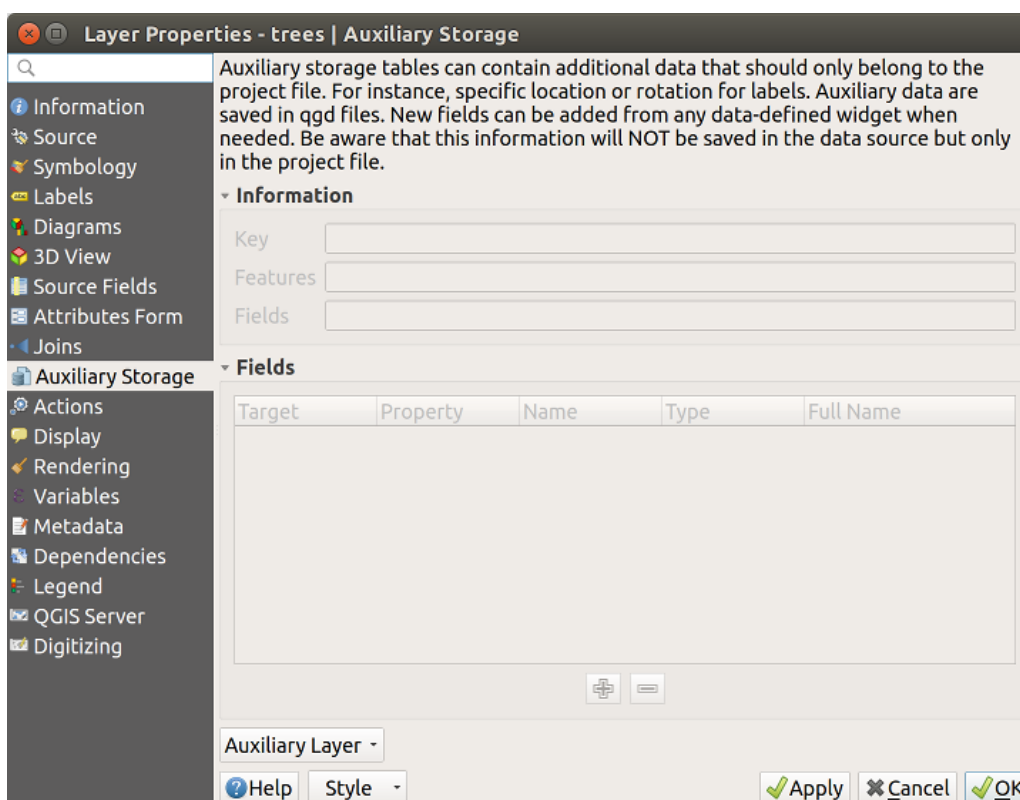 Layer Properties - trees | Auxiliary Storage
Information
Source
Symbology
Labels
Diagrams
3D View
Source Fields
Attributes Form
Joins
Auxiliary Storage
Actions
Display
Rendering
Variables
Metadata
Dependencies
Legend
QGIS Server
Digitizing
Auxiliary storage tables can contain additional data that should only belong to the
project file. For instance, specific location or rotation for labels. Auxiliary data are
saved in qgd files. New fields can be added from any data-defined widget when
needed. Be aware that this information will NOT be saved in the data source but only
in the project file.
Information
Key
Features
Fields
Fields
Target Property Name Type Full Name
Auxiliary Layer
Help Style Apply Cancel OK